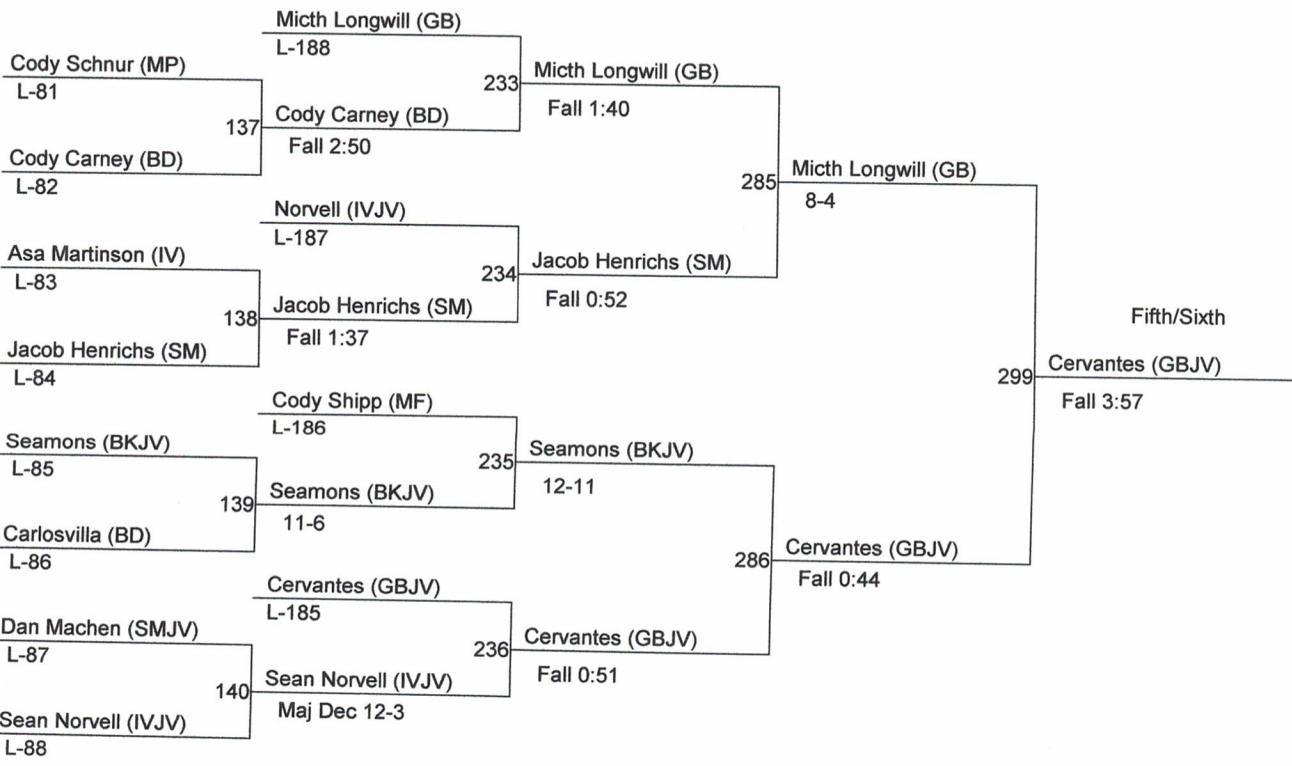 Micth Longwill (GB)
L-188
Cody Schnur (MP)
L-81
233
Micth Longwill (GB)
Fall 1:40
137
Cody Carney (BD)
Fall 2:50
Cody Carney (BD)
L-82
285
Micth Longwill (GB)
8-4
Norvell (IVJV)
L-187
Asa Martinson (IV)
L-83
234
Jacob Henrichs (SM)
Fall 0:52
138
Jacob Henrichs (SM)
Fall 1:37
Jacob Henrichs (SM)
L-84
Fifth/Sixth
299
Cervantes (GBJV)
Fall 3:57
Cody Shipp (MF)
L-186
Seamons (BKJV)
L-85
235
Seamons (BKJV)
12-11
139
Seamons (BKJV)
11-6
Carlosvilla (BD)
L-86
286
Cervantes (GBJV)
Fall 0:44
Cervantes (GBJV)
L-185
Dan Machen (SMJV)
L-87
236
Cervantes (GBJV)
Fall 0:51
140
Sean Norvell (IVJV)
Maj Dec 12-3
Sean Norvell (IVJV)
L-88